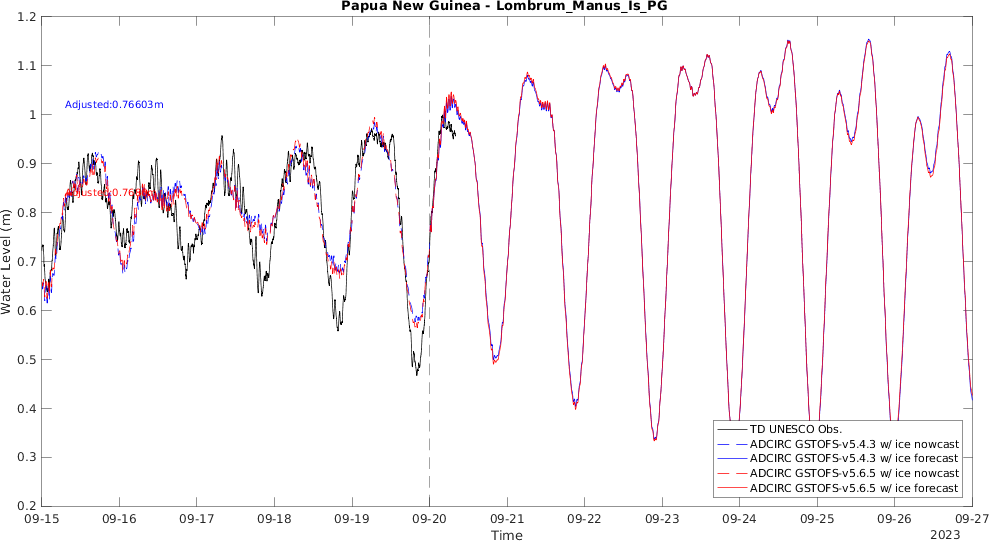 Papua New Guinea - Lombrum_Manus_Is_PG
1.2
1.1
1
0.9
0.8
0.7
0.6
0.5
0.4
0.3
0.2
Water Level (m)
Adjusted:0.76603m
TD UNESCO Obs.
ADCIRC GSTOFS-v5.4.3 w/ ice nowcast
ADCIRC GSTOFS-v5.4.3 w/ ice forecast
ADCIRC GSTOFS-v5.6.5 w/ ice nowcast
ADCIRC GSTOFS-v5.6.5 w/ ice forecast
09-15 09-16 09-17 09-18 09-19 09-20 09-21 09-22 09-23 09-24 09-25 09-26 09-27
Time
2023